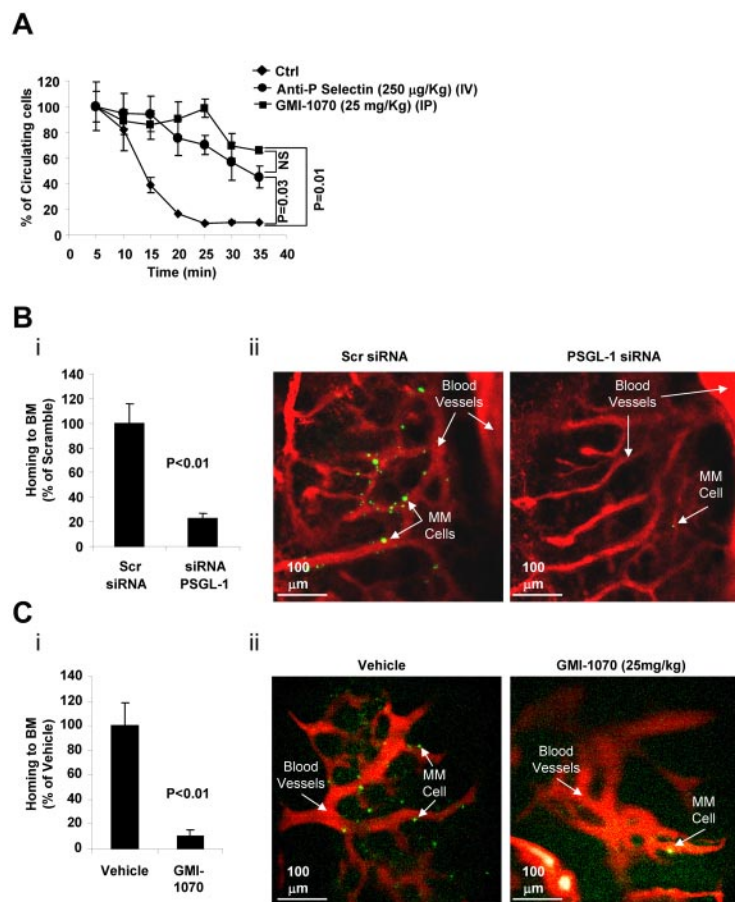 A
Ctrl
Anti-P Selectin (250 µg/Kg) (IV)
GMI-1070 (25 mg/Kg) (IP)
% of Circulating cells
120
100
80
60
40
20
0
0 5 10 15 20 25 30 35 40
Time (min)
NS
P=0.03
P=0.01
B
i
Homing to BM
(% of Scramble)
140
120
100
80
60
40
20
0
P<0.01
Scr
siRNA
siRNA
PSGL-1
ii
Scr siRNA
Blood
Vessels
MM
Cells
100
µm
PSGL-1 siRNA
Blood
Vessels
MM
Cell
100
µm
C
i
Homing to BM
(% of Vehicle)
140
120
100
80
60
40
20
0
P<0.01
Vehicle
GMI-
1070
ii
Vehicle
Blood
Vessels
MM
Cell
100
µm
GMI-1070 (25mg/kg)
Blood
Vessels
MM
Cell
100
µm